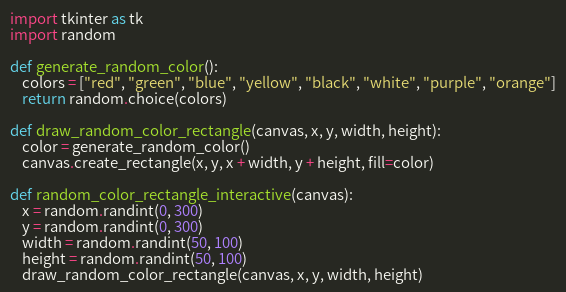 import tkinter as tk
import random
def generate_random_color():
colors = ["red", "green", "blue", "yellow", "black", "white", "purple", "orange"]
return random.choice(colors)
def draw_random_color_rectangle(canvas, x, y, width, height):
color = generate_random_color()
canvas.create_rectangle(x, y, x + width, y + height, fill=color)
def random_color_rectangle_interactive(canvas):
x = random.randint(0, 300)
y = random.randint(0, 300)
width = random.randint(50, 100)
height = random.randint(50, 100)
draw_random_color_rectangle(canvas, x, y, width, height)